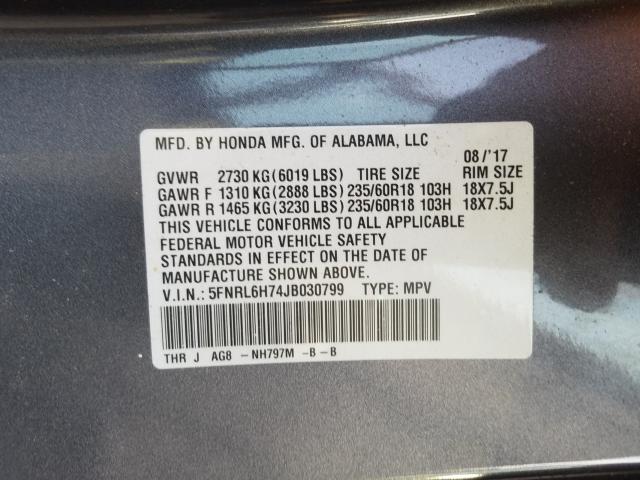 MFD. BY HONDA MFG. OF ALABAMA, LLC
08/'17
GVWR 2730 KG (6019 LBS) TIRE SIZE RIM SIZE
GAWR F 1310 KG (2888 LBS) 235/60R18 103H 18X7.5J
GAWR R 1465 KG (3230 LBS) 235/60R18 103H 18X7.5J
THIS VEHICLE CONFORMS TO ALL APPLICABLE
FEDERAL MOTOR VEHICLE SAFETY
STANDARDS IN EFFECT ON THE DATE OF
MANUFACTURE SHOWN ABOVE.
V.I.N.: 5FNRL6H74JB030799 TYPE: MPV
THR J AG8 - NH797M -B-B